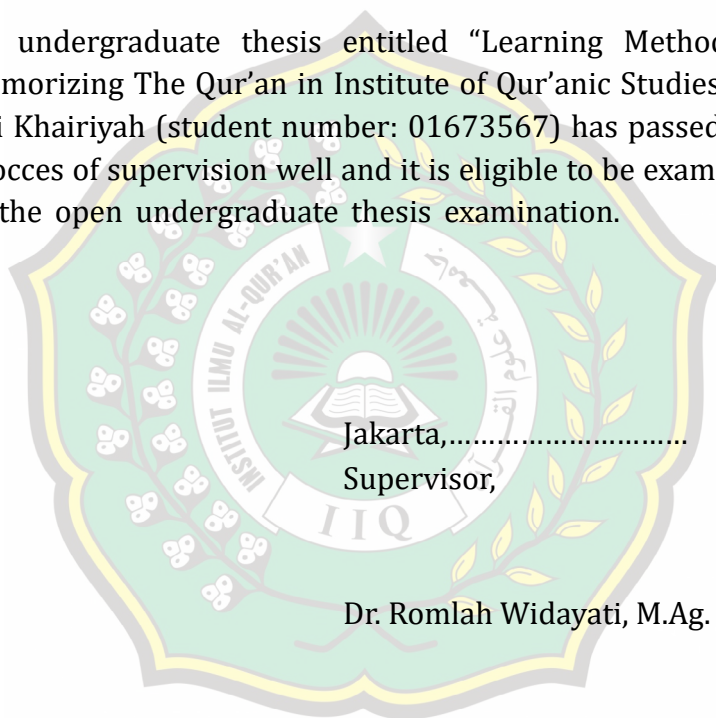 undergraduate thesis entitled “Learning Method
morizing The Qur’an in Institute of Qur’anic Studies
i Khairiyah (student number: 01673567) has passed
occes of supervision well and it is eligible to be exam
the open undergraduate thesis examination.
INSTITUT ILMU AL-QUR'AN
IIQ
Jakarta,……………………………
Supervisor,
Dr. Romlah Widayati, M.Ag.